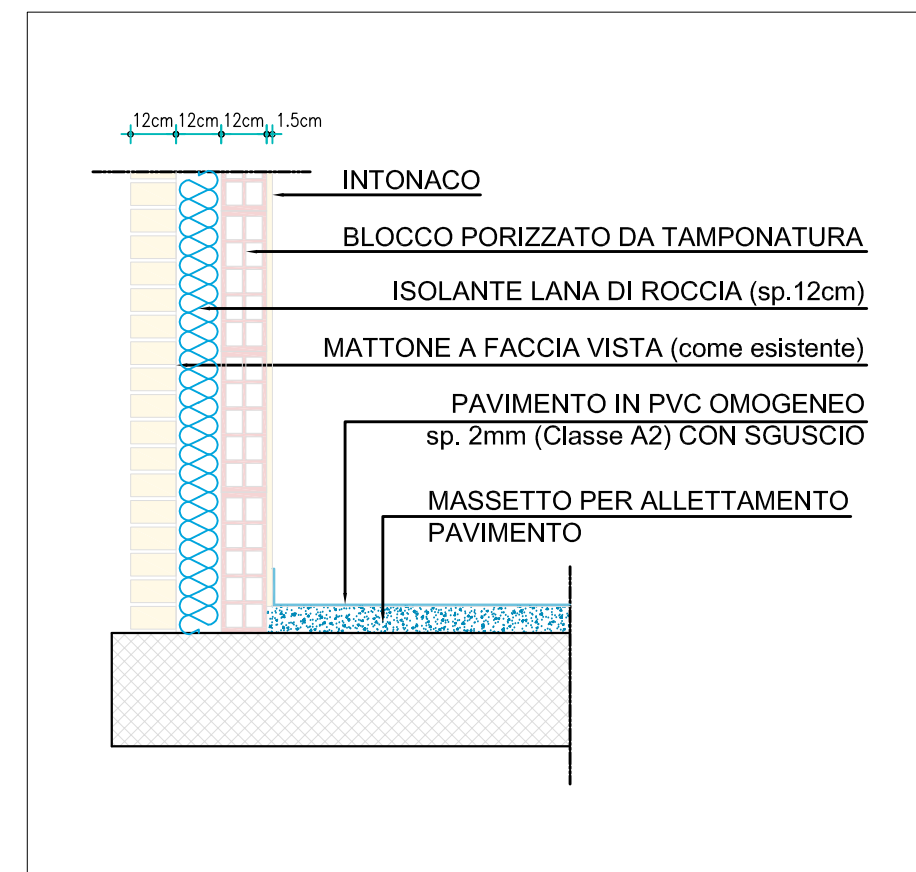 12cm 12cm 12cm 1.5cm
INTONACO
BLOCCO PORIZZATO DA TAMPONATURA
ISOLANTE LANA DI ROCCIA (sp.12cm)
MATTONE A FACCIA VISTA (come esistente)
PAVIMENTO IN PVC OMOGENEO
sp. 2mm (Classe A2) CON SGUSCIO
MASSETTO PER ALLETTAMENTO
PAVIMENTO